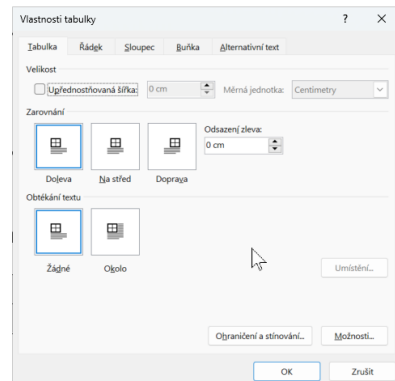 Vlastnosti tabulky ? ×
Tabulka Řádek Sloupec Buňka Alternativní text
Velikost
Upřednostňovaná šířka: 0 cm Měrná jednotka: Centimetry
Zarovnání
Odsazení zleva:
0 cm
Doleva Na střed Doprava
Obtékání textu
Žádné Okolo
Umístění...
Ohraničení a stínování... Možnosti...
OK Zrušit